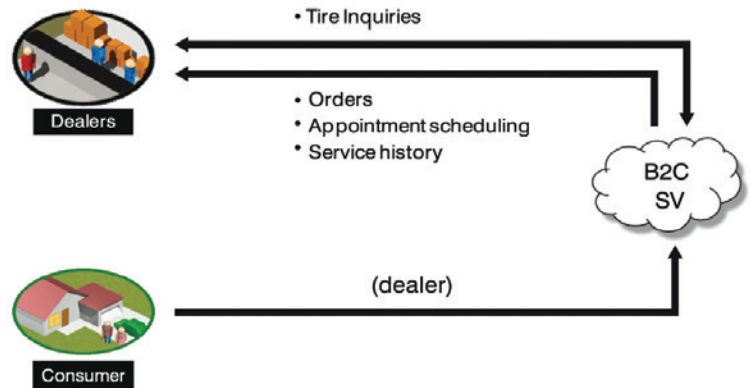 • Tire Inquiries
Dealers
• Orders
• Appointment scheduling
• Service history
B2C
SV
(dealer)
Consumer